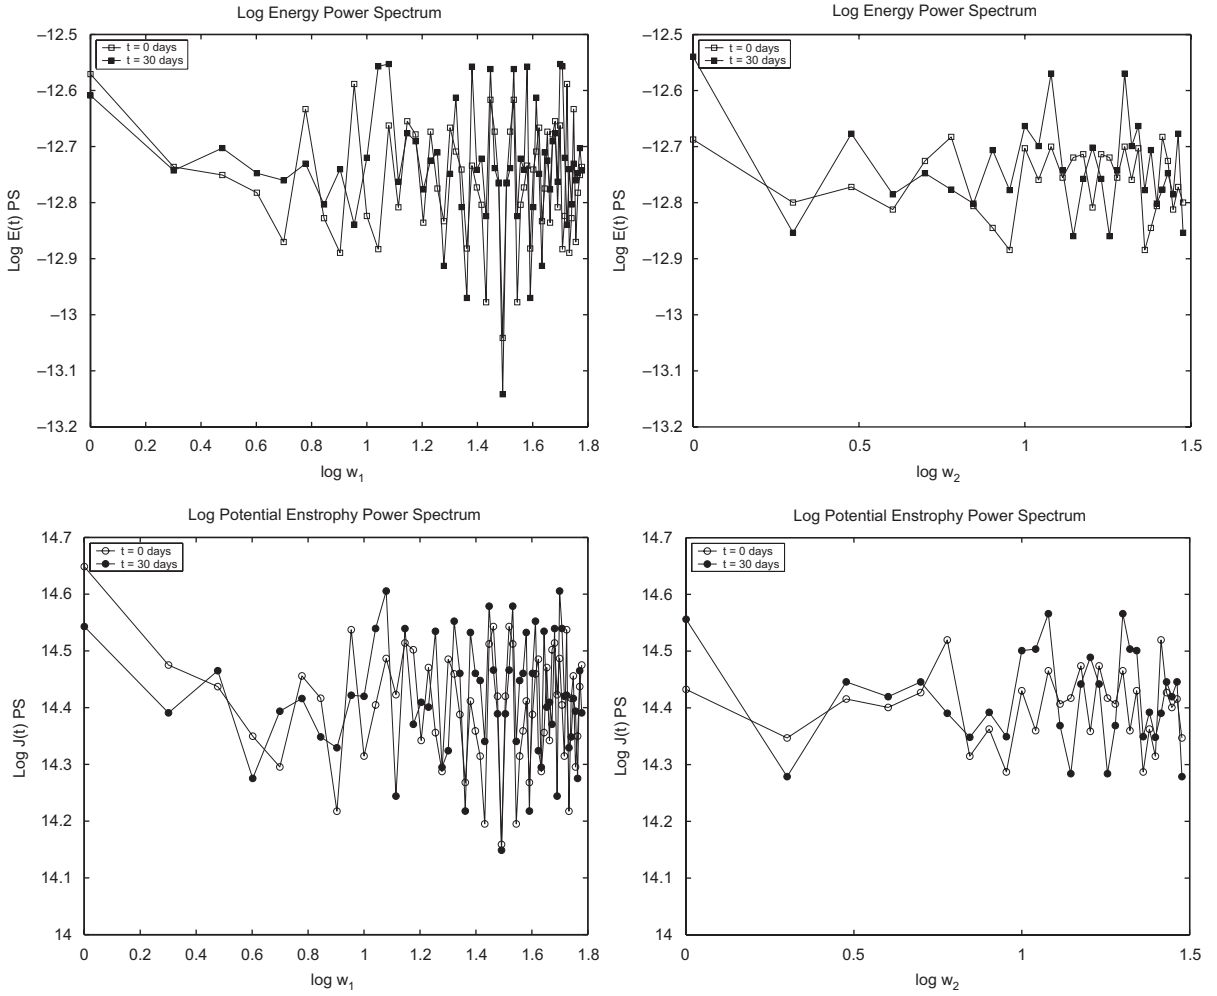 Log Energy Power Spectrum
−12.5
−12.6
−12.7
−12.8
−12.9
−13
−13.1
−13.2
Log E(t) PS
t = 0 days
t = 30 days
0 0.2 0.4 0.6 0.8 1 1.2 1.4 1.6 1.8
log w1
Log Energy Power Spectrum
−12.5
−12.6
−12.7
−12.8
−12.9
−13
−13.1
−13.2
Log E(t) PS
t = 0 days
t = 30 days
0 0.5 1 1.5
log w2
Log Potential Enstrophy Power Spectrum
14.7
14.6
14.5
14.4
14.3
14.2
14.1
14
Log J(t) PS
t = 0 days
t = 30 days
0 0.2 0.4 0.6 0.8 1 1.2 1.4 1.6 1.8
log w1
Log Potential Enstrophy Power Spectrum
14.7
14.6
14.5
14.4
14.3
14.2
14.1
14
Log J(t) PS
t = 0 days
t = 30 days
0 0.5 1 1.5
log w2